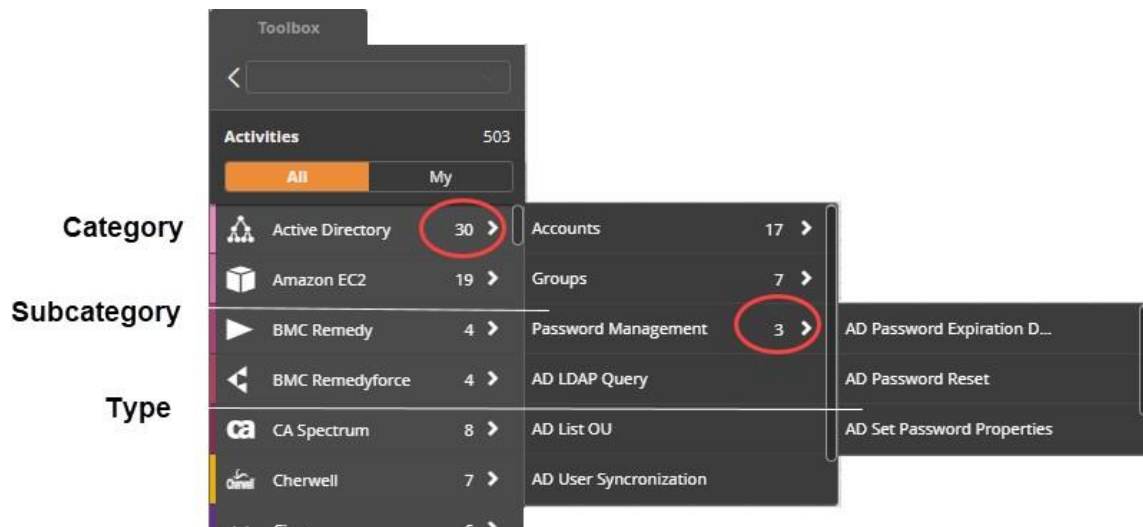 Toolbox
Activities 503
All My
Category
Active Directory 30
Accounts 17
Amazon EC2 19
Groups 7
Subcategory
BMC Remedy 4
Password Management 3
AD Password Expiration D...
BMC Remedyforce 4
AD LDAP Query
AD Password Reset
Type
ca CA Spectrum 8
AD List OU
AD Set Password Properties
Cherwell Cherwell 7
AD User Syncronization